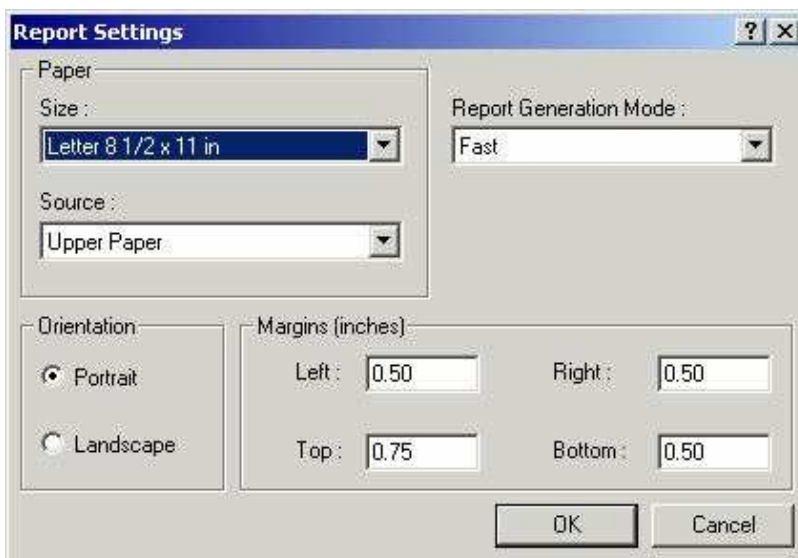 Report Settings
Paper
Size :
Letter 8 1/2 x 11 in
Source :
Upper Paper
Report Generation Mode :
Fast
Orientation
Portrait
Landscape
Margins (inches)
Left : 0.50 Right : 0.50
Top : 0.75 Bottom : 0.50
OK Cancel